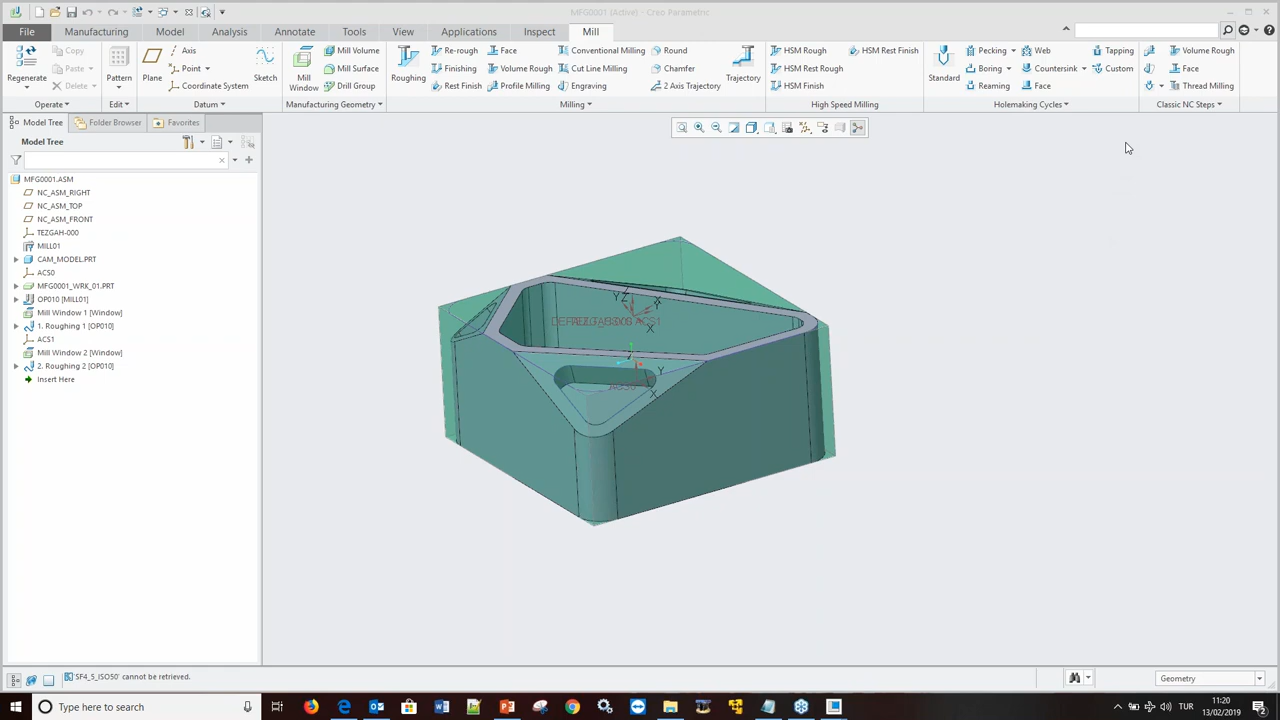 MFG0001 (Active) - Creo Parametric
File Manufacturing Model Analysis Annotate Tools View Applications Inspect Mill
Regenerate
Copy
Paste
Delete
Operate
Pattern
Edit
Plane
Axis
Point
Coordinate System
Sketch
Datum
Mill Window
Mill Volume
Mill Surface
Drill Group
Manufacturing Geometry
Roughing
Re-rough
Finishing
Rest Finish
Face
Volume Rough
Profile Milling
Conventional Milling
Cut Line Milling
Engraving
Round
Chamfer
2 Axis Trajectory
Trajectory
Milling
HSM Rough
HSM Rest Rough
HSM Finish
HSM Rest Finish
High Speed Milling
Standard
Pecking
Boring
Reaming
Web
Countersink
Face
Tapping
Custom
Holemaking Cycles
Volume Rough
Face
Thread Milling
Classic NC Steps
Model Tree Folder Browser Favorites
Model Tree
MFG0001.ASM
NC_ASM_RIGHT
NC_ASM_TOP
NC_ASM_FRONT
TEZGAH-000
MILL01
CAM_MODEL.PRT
ACS0
MFG0001_WRK_01.PRT
OP010 [MILL01]
Mill Window 1 [Window]
1. Roughing 1 [OP010]
ACS1
Mill Window 2 [Window]
2. Roughing 2 [OP010]
Insert Here
ACS1
Y
X
X
SF4_5_ISO50' cannot be retrieved.
Geometry
Type here to search
TUR
11:20
13/02/2019